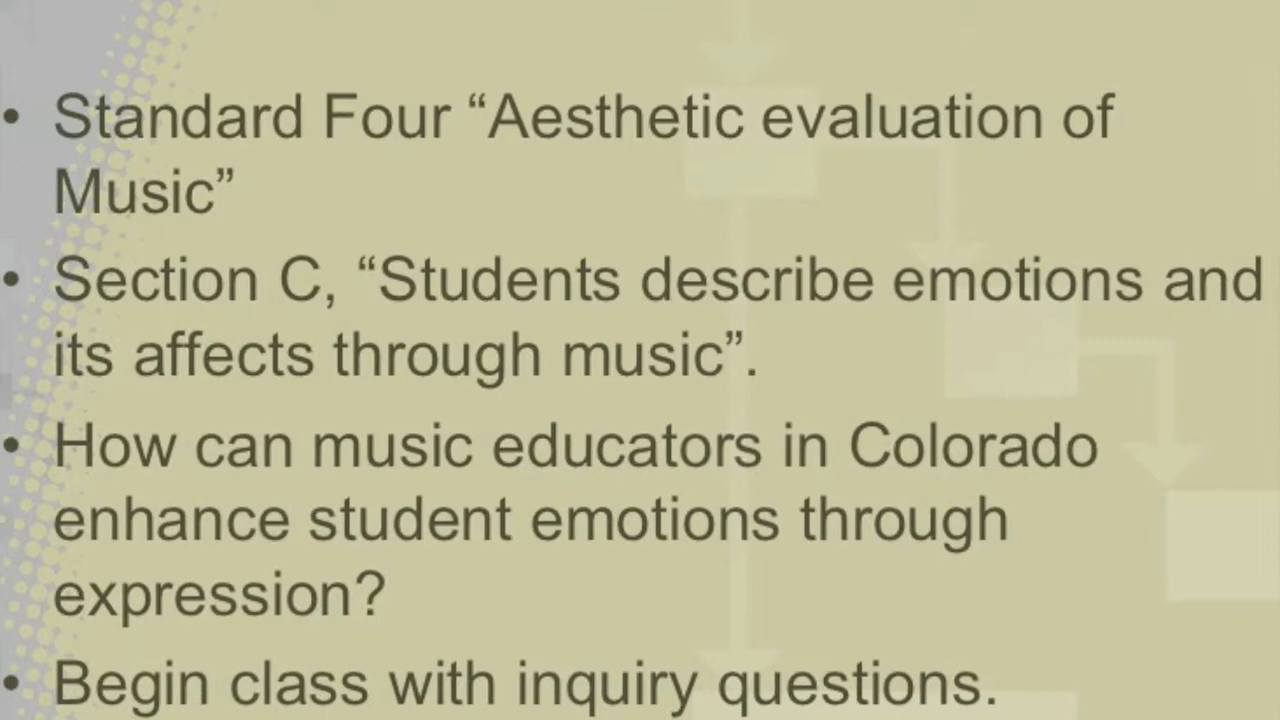 • Standard Four “Aesthetic evaluation of
Music”
• Section C, “Students describe emotions and
its affects through music”.
• How can music educators in Colorado
enhance student emotions through
expression?
• Begin class with inquiry questions.